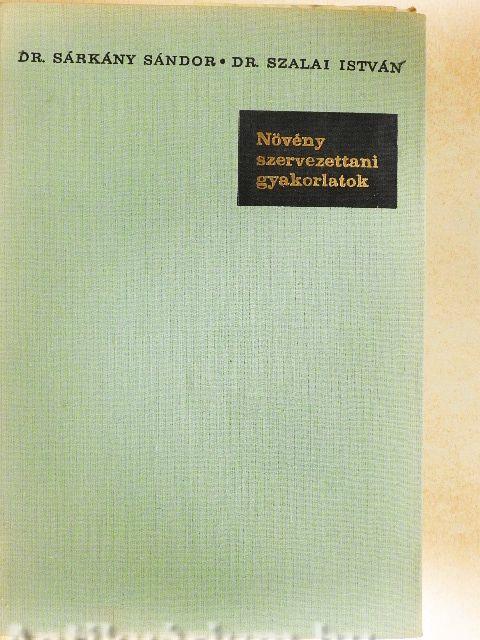 DR. SÁRKÁNY SÁNDOR • DR. SZALAI ISTVÁN
Növény
szervezettani
gyakorlatok